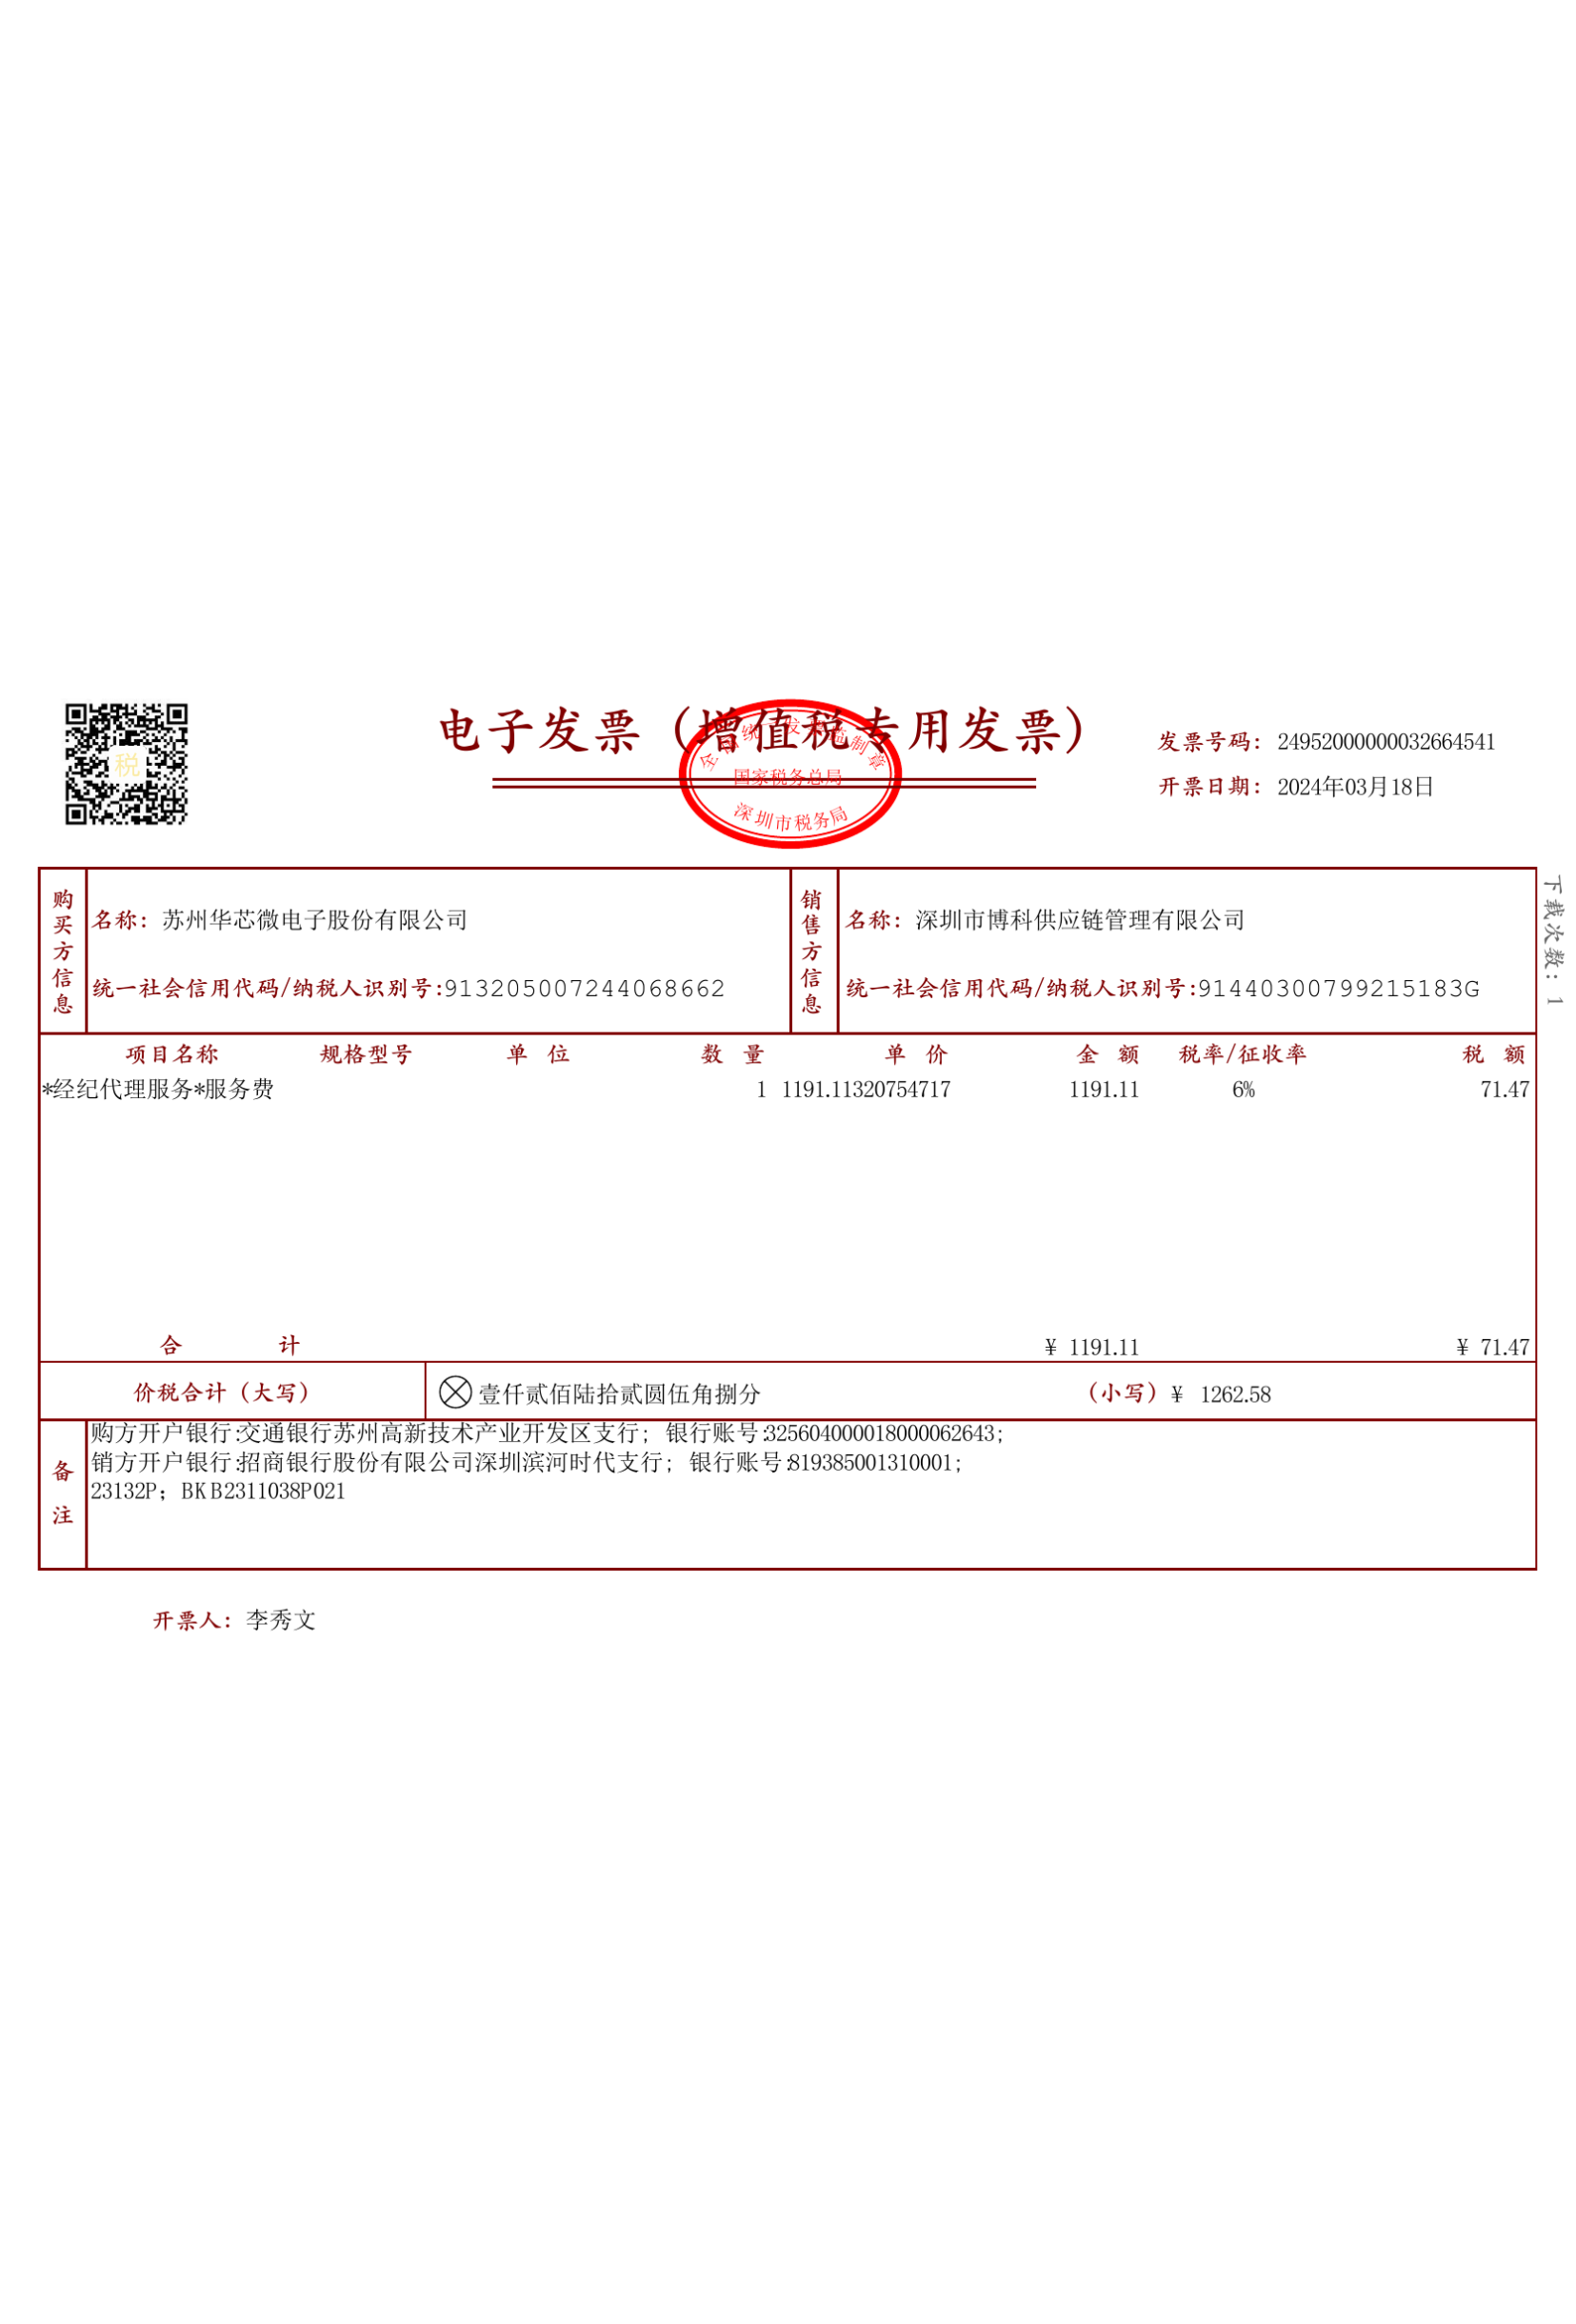 电子发票（增值税专用发票）
全国统一发票监制章
国家税务总局
深圳市税务局
税
发票号码：24952000000032664541
开票日期：2024年03月18日
下载次数：1
购买方信息
名称：苏州华芯微电子股份有限公司
统一社会信用代码/纳税人识别号:913205007244068662
销售方信息
名称：深圳市博科供应链管理有限公司
统一社会信用代码/纳税人识别号:91440300799215183G
项目名称 规格型号 单位 数量 单价 金额 税率/征收率 税额
*经纪代理服务*服务费 1 1191.11320754717 1191.11 6% 71.47
合计 ¥ 1191.11 ¥ 71.47
价税合计（大写） 壹仟贰佰陆拾贰圆伍角捌分 （小写）¥ 1262.58
备注
购方开户银行:交通银行苏州高新技术产业开发区支行； 银行账号:325604000018000062643;
销方开户银行:招商银行股份有限公司深圳滨河时代支行； 银行账号:819385001310001;
23132P；BKB2311038P021
开票人：李秀文